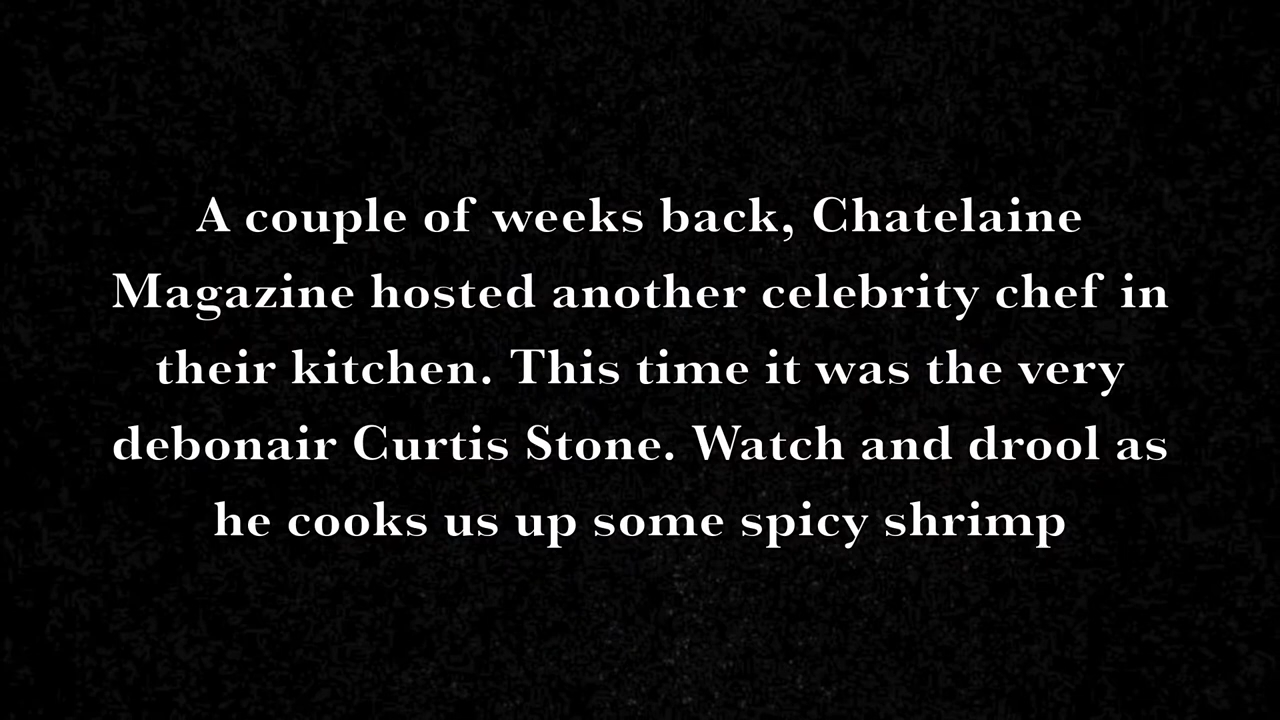 A couple of weeks back, Chatelaine
Magazine hosted another celebrity chef in
their kitchen. This time it was the very
debonair Curtis Stone. Watch and drool as
he cooks us up some spicy shrimp